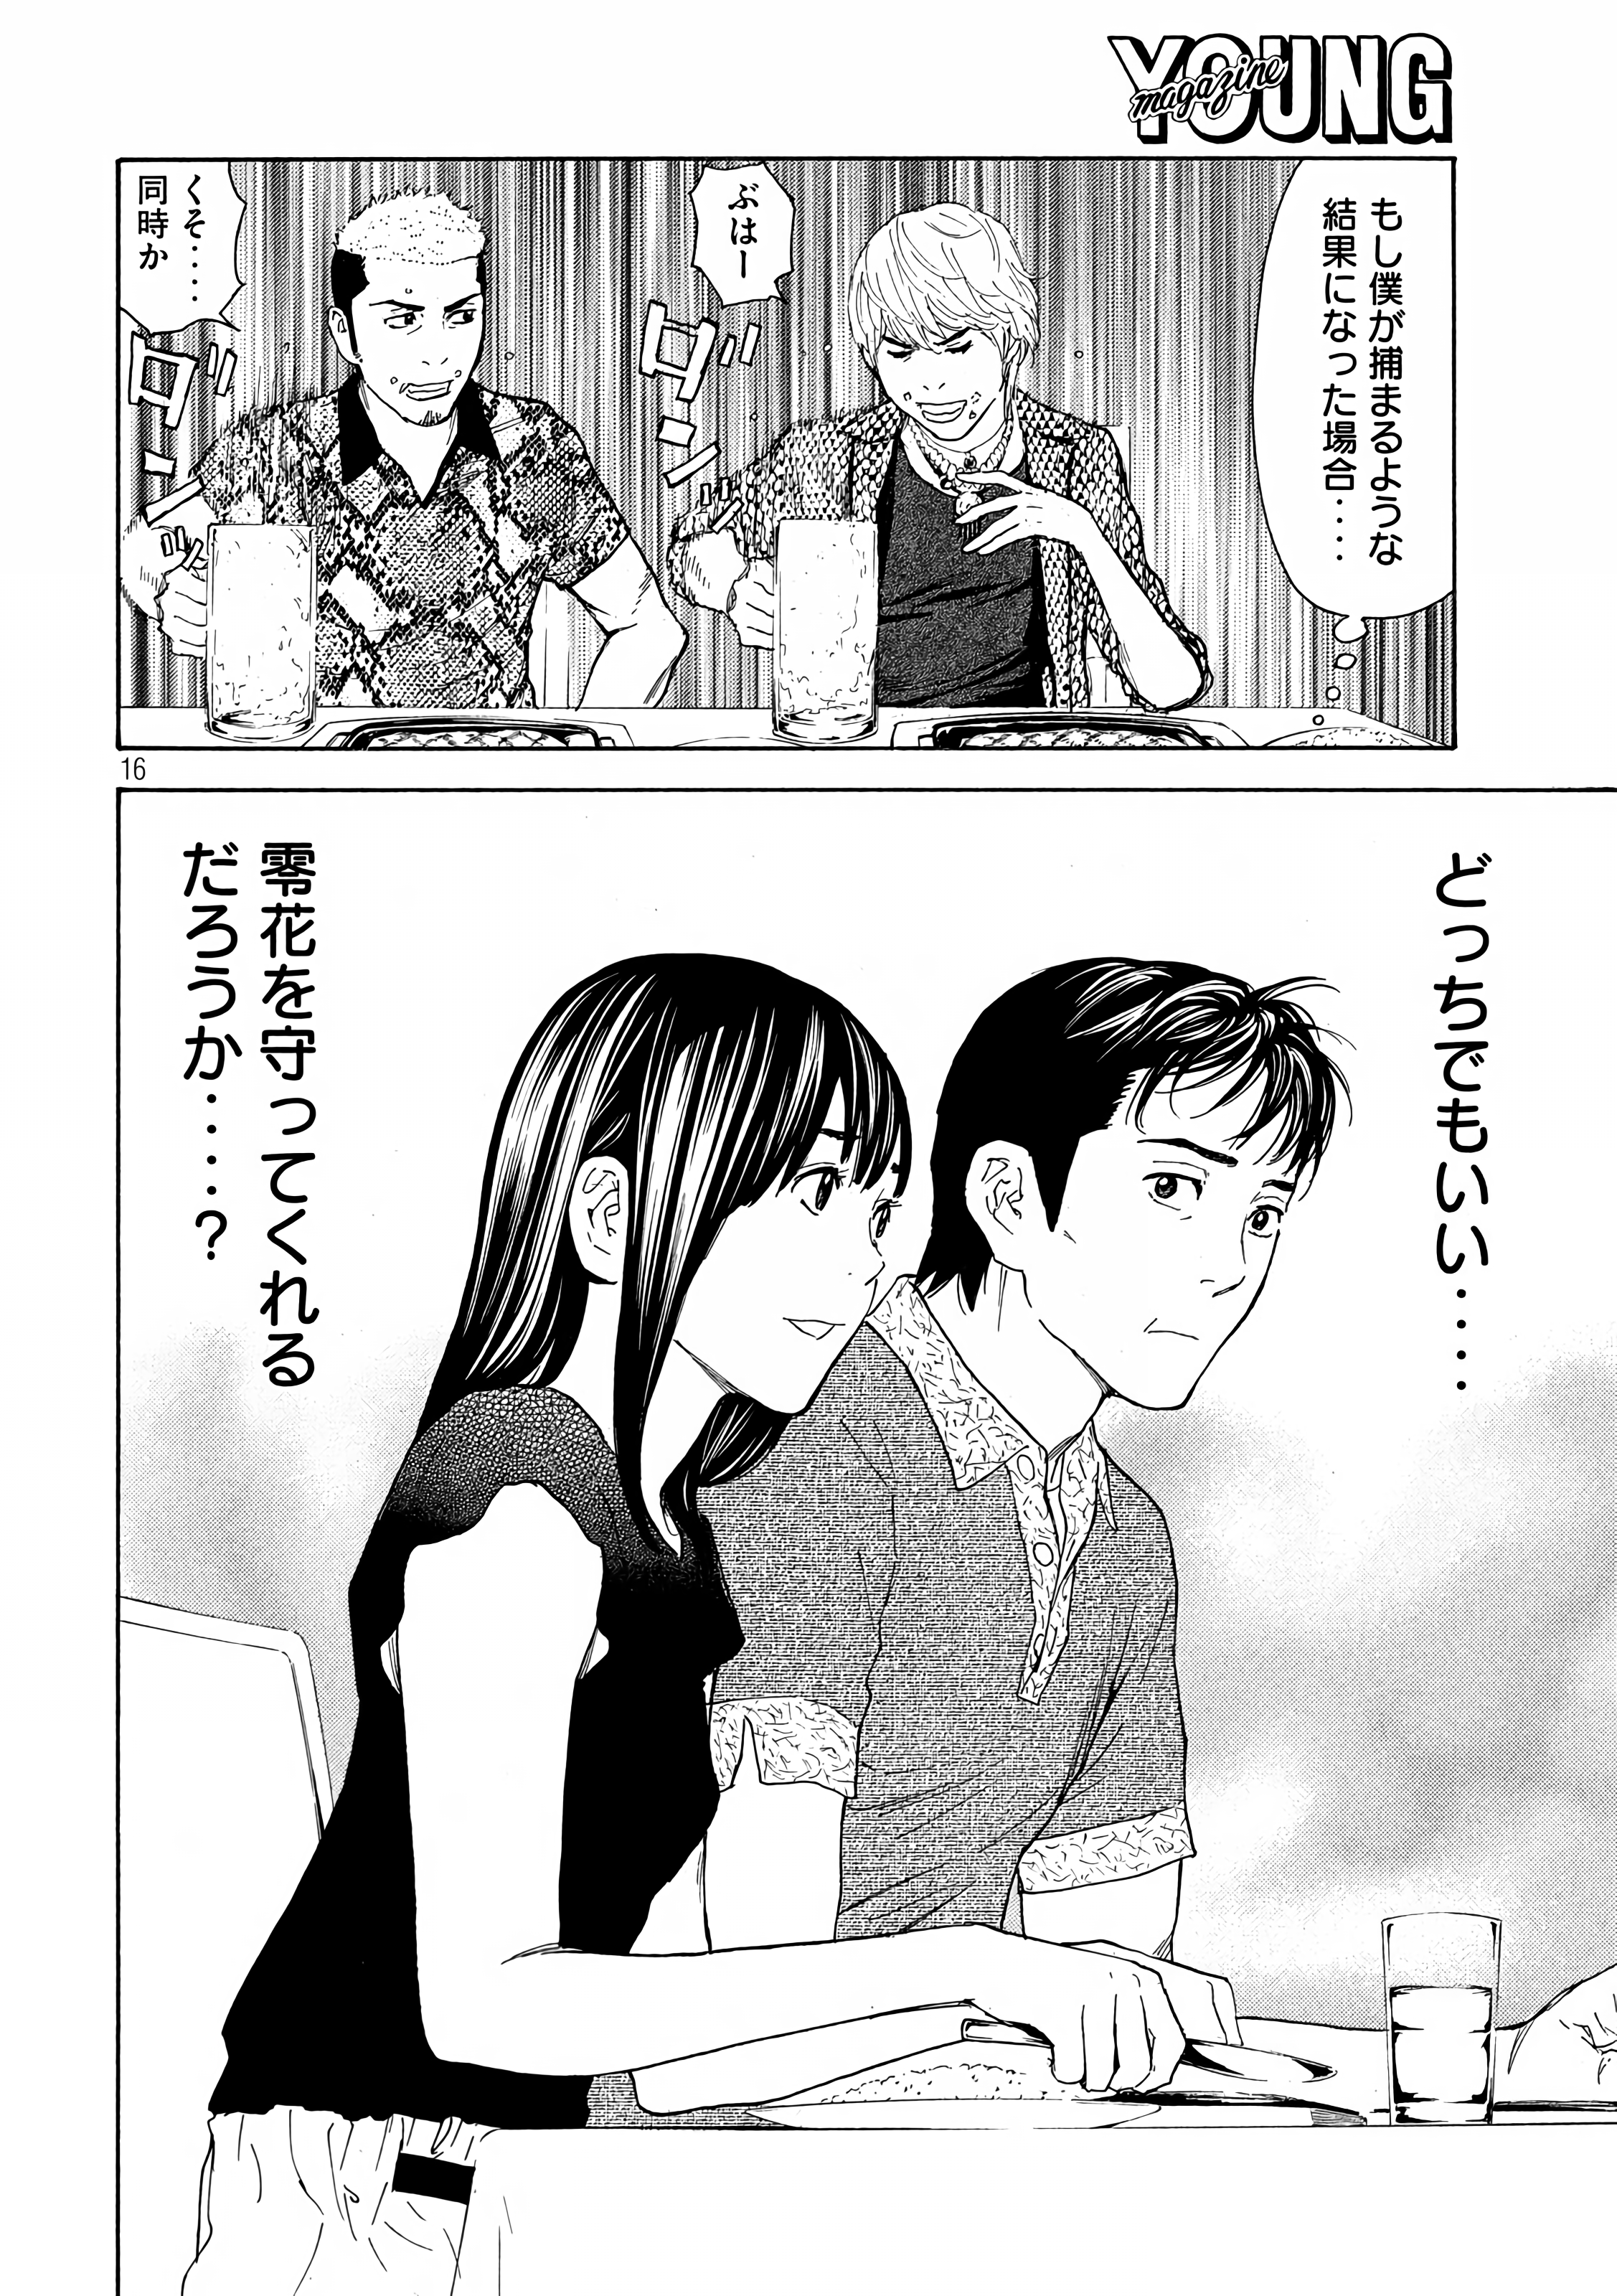 YOUNG
magazine
もし僕が捕まるような
結果になった場合‥‥
ぶはー
ダンッ
くそ‥‥
同時か
ダンッ
16
どっちでもいい‥‥
零花を守ってくれる
だろうか‥‥?